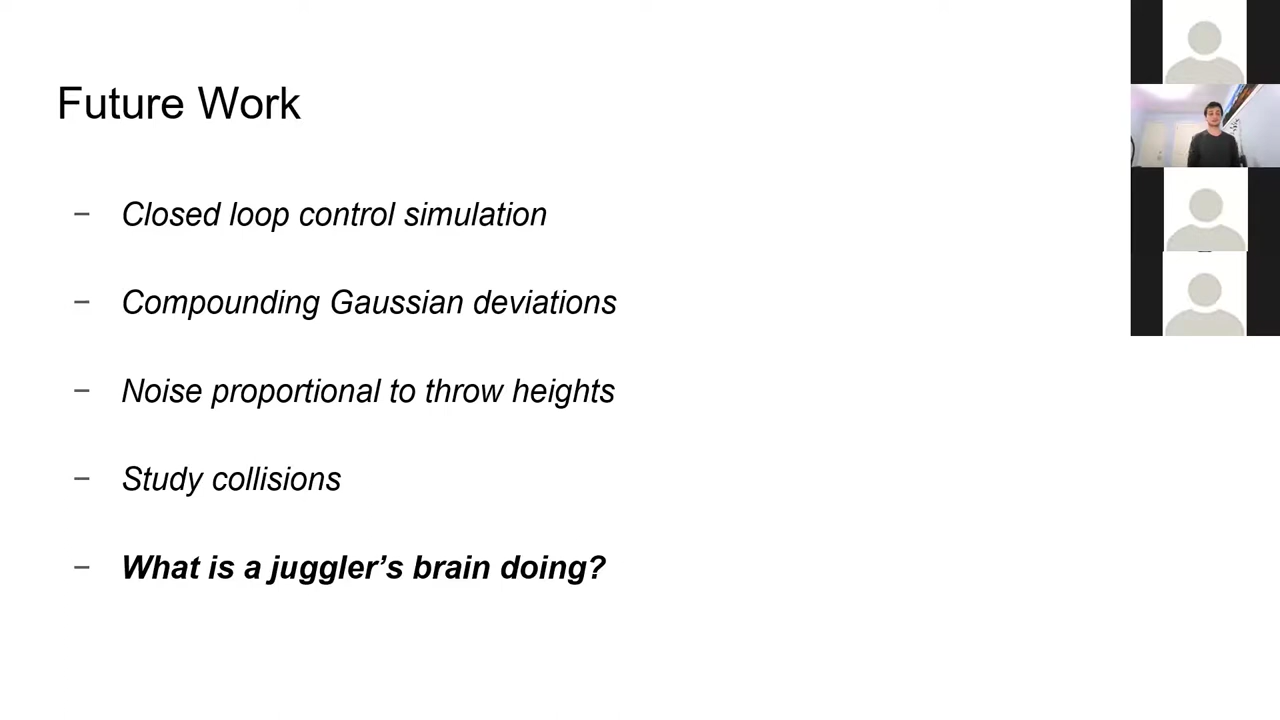 Future Work
− Closed loop control simulation
− Compounding Gaussian deviations
− Noise proportional to throw heights
− Study collisions
− What is a juggler’s brain doing?